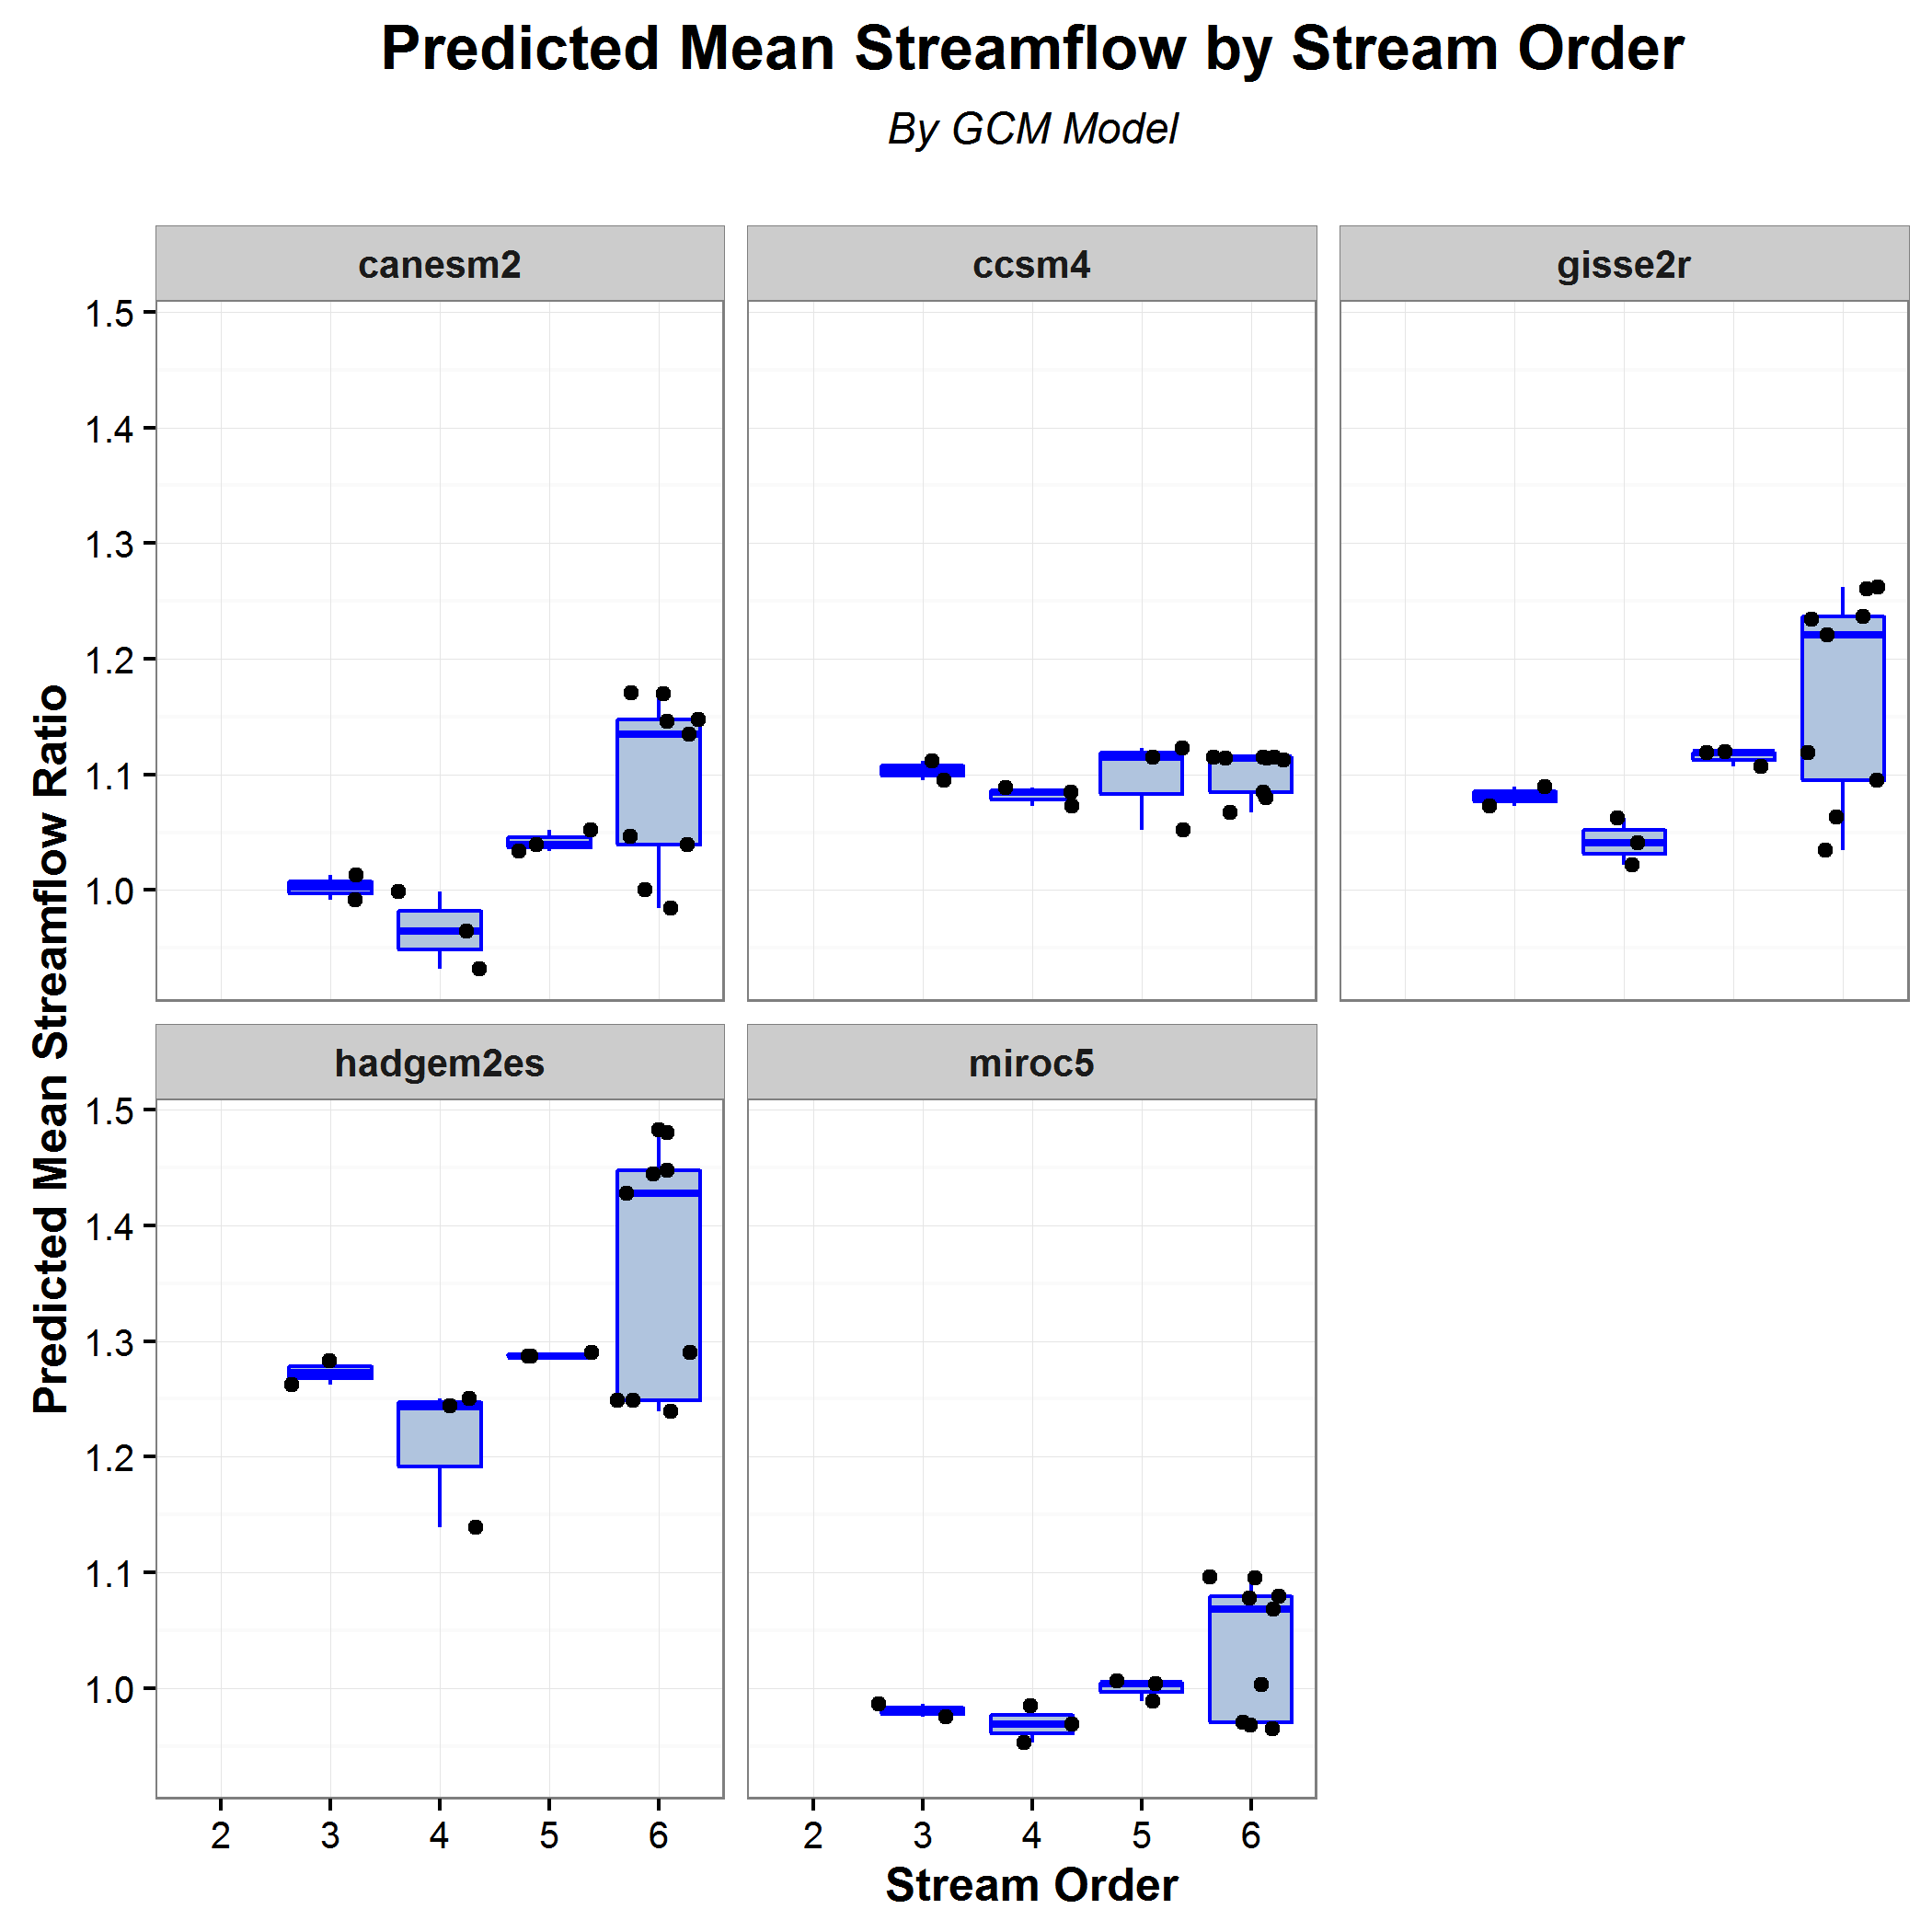 Predicted Mean Streamflow by Stream Order
By GCM Model
canesm2
ccsm4
gisse2r
1.5
1.4
1.3
1.2
1.1
1.0
Predicted Mean Streamflow Ratio
hadgem2es
miroc5
1.5
1.4
1.3
1.2
1.1
1.0
2 3 4 5 6
2 3 4 5 6
Stream Order